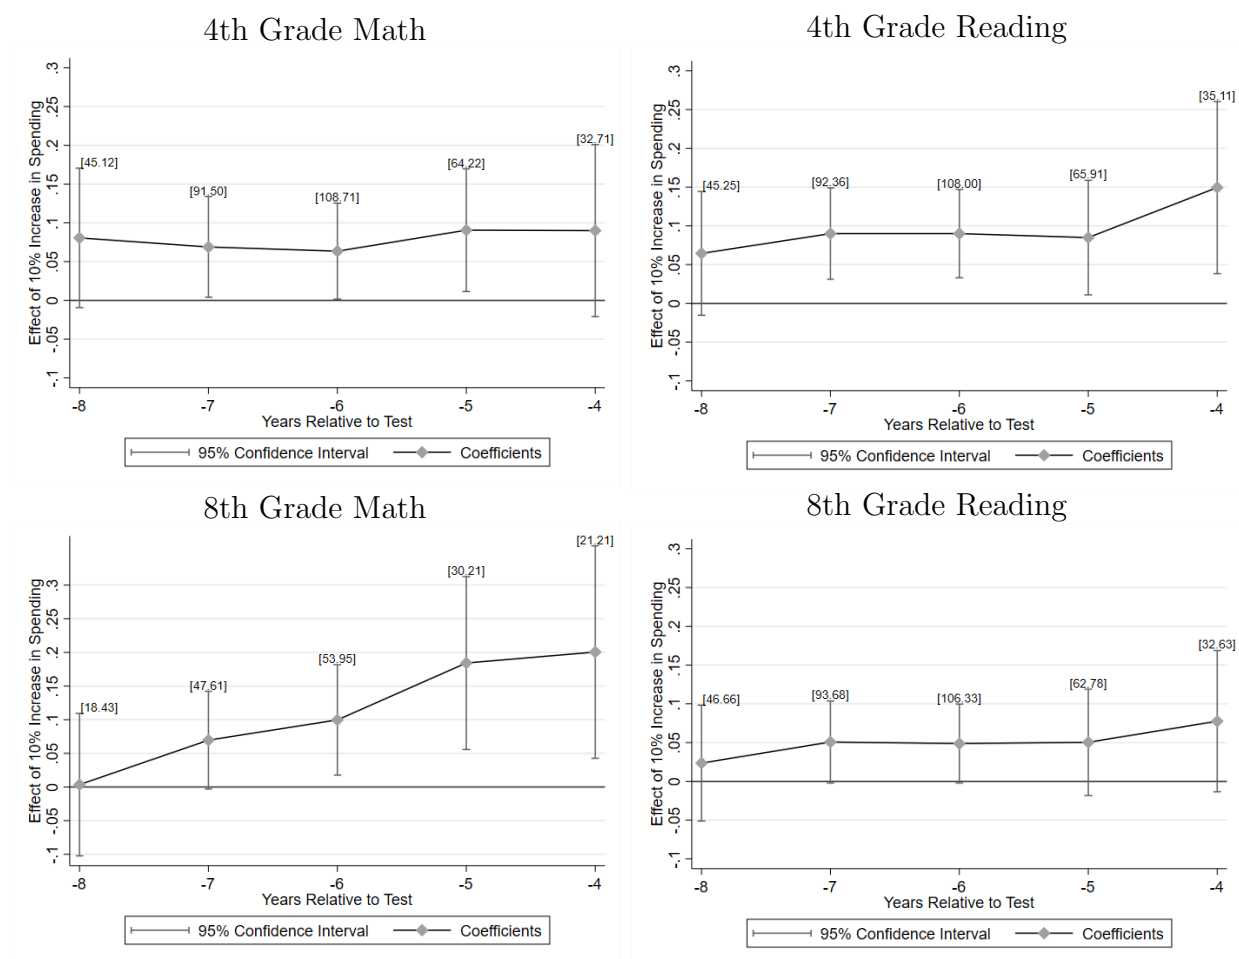 4th Grade Math
Effect of 10% Increase in Spending
.3
.25
.2
.15
.1
.05
0
-.05
-.1
[45.12]
[91.50]
[108.71]
[64.22]
[32.71]
-8 -7 -6 -5 -4
Years Relative to Test
95% Confidence Interval Coefficients
4th Grade Reading
Effect of 10% Increase in Spending
.3
.25
.2
.15
.1
.05
0
-.05
-.1
[45.25]
[92.36]
[108.00]
[65.91]
[35.11]
-8 -7 -6 -5 -4
Years Relative to Test
95% Confidence Interval Coefficients
8th Grade Math
Effect of 10% Increase in Spending
.3
.25
.2
.15
.1
.05
0
-.05
-.1
[18.43]
[47.61]
[53.95]
[30.21]
[21.21]
-8 -7 -6 -5 -4
Years Relative to Test
95% Confidence Interval Coefficients
8th Grade Reading
Effect of 10% Increase in Spending
.3
.25
.2
.15
.1
.05
0
-.05
-.1
[46.66]
[93.68]
[106.33]
[62.78]
[32.63]
-8 -7 -6 -5 -4
Years Relative to Test
95% Confidence Interval Coefficients